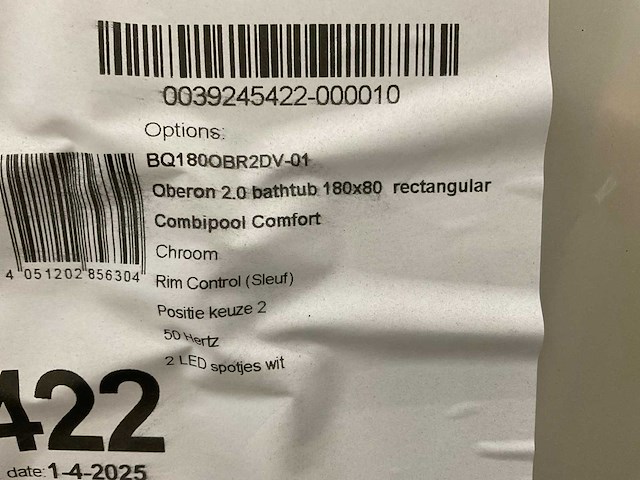 0039245422-000010
Options:
BQ180OBR2DV-01
Oberon 2.0 bathtub 180x80 rectangular
Combipool Comfort
Chroom
Rim Control (Sleuf)
Positie keuze 2
50 Hertz
2 LED spotjes wit
4 051202 856304
422
date: 1-4-2025